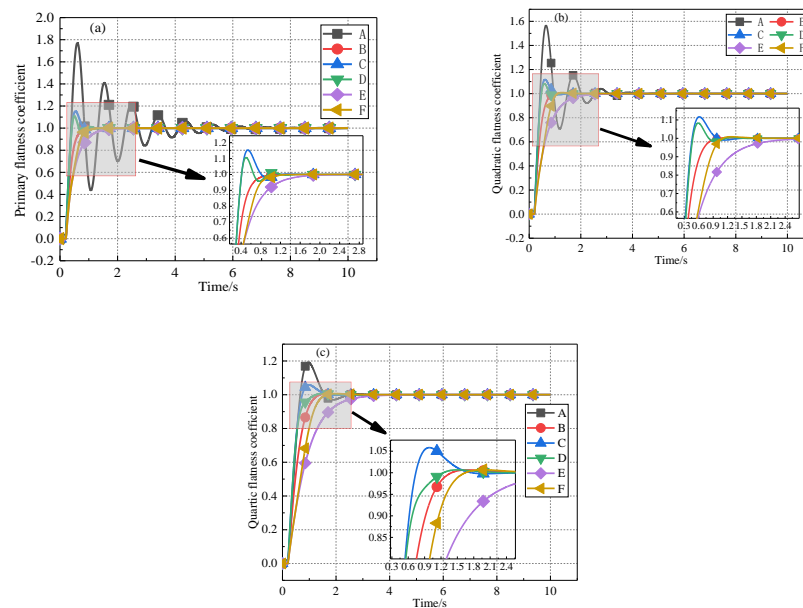 (a)
Primary flatness coefficient
2.0
1.8
1.6
1.4
1.2
1.0
0.8
0.6
0.4
0.2
0.0
-0.2
0 2 4 6 8 10
Time/s
A
B
C
D
E
F
1.2
1.1
1.0
0.9
0.8
0.7
0.6
0.4 0.8 1.2 1.6 2.0 2.4 2.8
(b)
Quadratic flatness coefficient
1.6
1.4
1.2
1.0
0.8
0.6
0.4
0.2
0.0
-0.2
0 2 4 6 8 10
Time/s
A B
C D
E F
1.1
1.0
0.9
0.8
0.7
0.6
0.3 0.6 0.9 1.2 1.5 1.8 2.1 2.4
(c)
Quartic flatness coefficient
1.2
1.0
0.8
0.6
0.4
0.2
0.0
0 2 4 6 8 10
Time/s
A
B
C
D
E
F
1.05
1.00
0.95
0.90
0.85
0.3 0.6 0.9 1.2 1.5 1.8 2.1 2.4